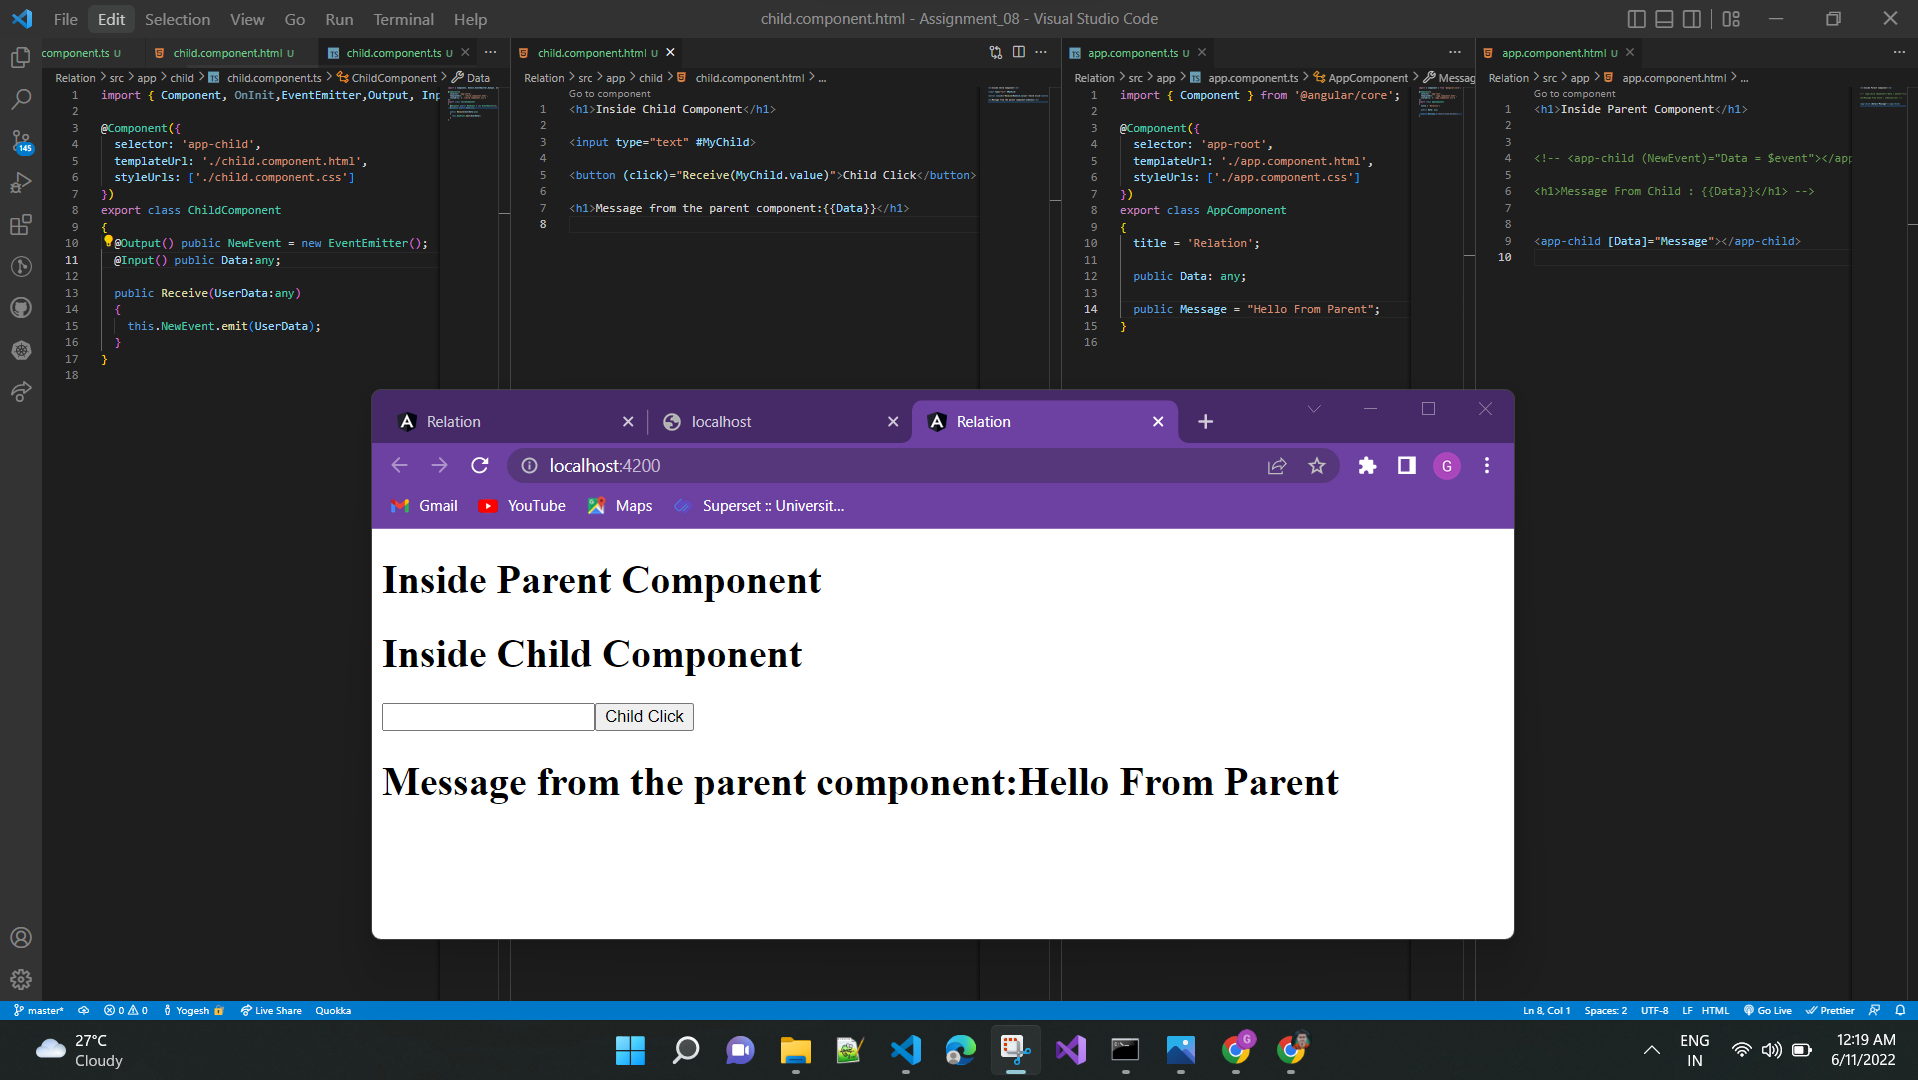 File Edit Selection View Go Run Terminal Help
child.component.html - Assignment_08 - Visual Studio Code
component.ts U
child.component.html U
child.component.ts U
Relation > src > app > child > child.component.ts > ChildComponent > Data
1 import { Component, OnInit,EventEmitter,Output, Inp
2
3 @Component({
4 selector: 'app-child',
5 templateUrl: './child.component.html',
6 styleUrls: ['./child.component.css']
7 })
8 export class ChildComponent
9 {
10 @Output() public NewEvent = new EventEmitter();
11 @Input() public Data:any;
12
13 public Receive(UserData:any)
14 {
15 this.NewEvent.emit(UserData);
16 }
17 }
18
child.component.html U
Relation > src > app > child > child.component.html > ...
Go to component
1 <h1>Inside Child Component</h1>
2
3 <input type="text" #MyChild>
4
5 <button (click)="Receive(MyChild.value)">Child Click</button>
6
7 <h1>Message from the parent component:{{Data}}</h1>
8
app.component.ts U
Relation > src > app > app.component.ts > AppComponent > Messag
1 import { Component } from '@angular/core';
2
3 @Component({
4 selector: 'app-root',
5 templateUrl: './app.component.html',
6 styleUrls: ['./app.component.css']
7 })
8 export class AppComponent
9 {
10 title = 'Relation';
11
12 public Data: any;
13
14 public Message = "Hello From Parent";
15 }
16
app.component.html U
Relation > src > app > app.component.html > ...
Go to component
1 <h1>Inside Parent Component</h1>
2
3
4 <!-- <app-child (NewEvent)="Data = $event"></app
5
6 <h1>Message From Child : {{Data}}</h1> -->
7
8
9 <app-child [Data]="Message"></app-child>
10
145
Relation
localhost
Relation
localhost:4200
G
Gmail YouTube Maps Superset :: Universit...
Inside Parent Component
Inside Child Component
Child Click
Message from the parent component:Hello From Parent
master* 0 0 Yogesh Live Share Quokka
Ln 8, Col 1 Spaces: 2 UTF-8 LF HTML Go Live Prettier
27°C
Cloudy
G
ENG
IN
12:19 AM
6/11/2022